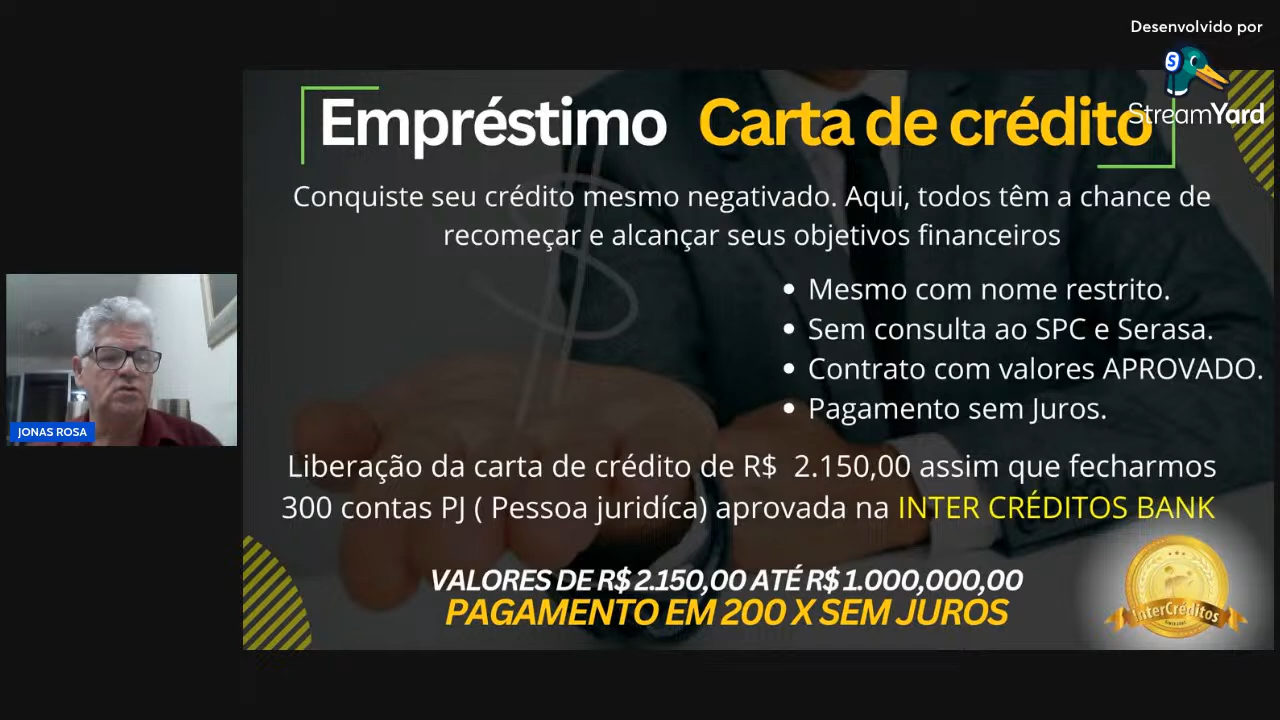 Desenvolvido por
StreamYard
Empréstimo Carta de crédito
Conquiste seu crédito mesmo negativado. Aqui, todos têm a chance de
recomeçar e alcançar seus objetivos financeiros
• Mesmo com nome restrito.
• Sem consulta ao SPC e Serasa.
• Contrato com valores APROVADO.
• Pagamento sem Juros.
JONAS ROSA
Liberação da carta de crédito de R$ 2.150,00 assim que fecharmos
300 contas PJ ( Pessoa juridíca) aprovada na INTER CRÉDITOS BANK
VALORES DE R$ 2.150,00 ATÉ R$ 1.000,000,00
PAGAMENTO EM 200 X SEM JUROS
InterCréditos